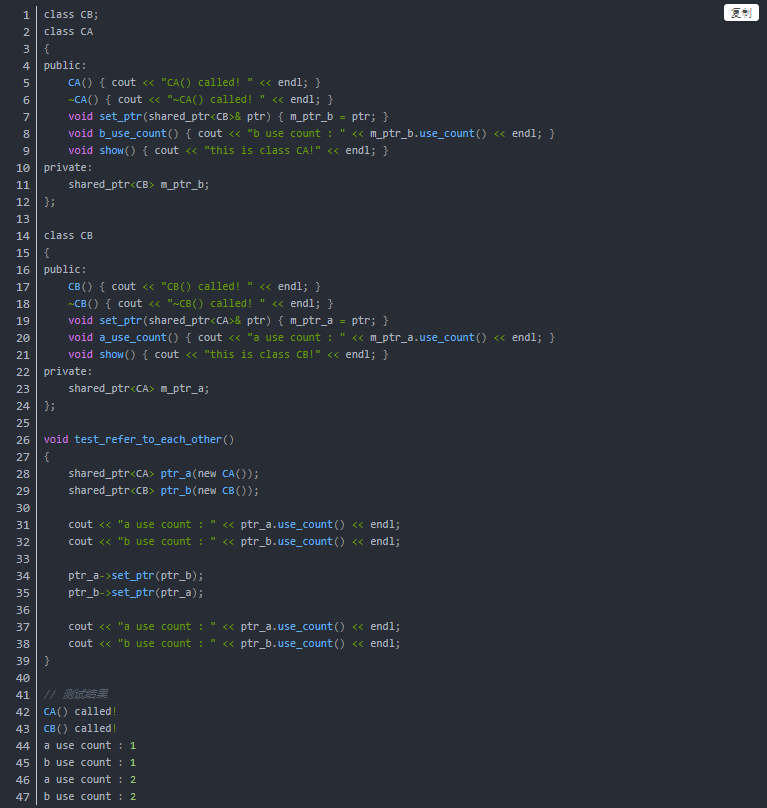 复制
1 class CB;
2 class CA
3 {
4 public:
5     CA() { cout << "CA() called! " << endl; }
6     ~CA() { cout << "~CA() called! " << endl; }
7     void set_ptr(shared_ptr<CB>& ptr) { m_ptr_b = ptr; }
8     void b_use_count() { cout << "b use count : " << m_ptr_b.use_count() << endl; }
9     void show() { cout << "this is class CA!" << endl; }
10 private:
11     shared_ptr<CB> m_ptr_b;
12 };
13
14 class CB
15 {
16 public:
17     CB() { cout << "CB() called! " << endl; }
18     ~CB() { cout << "~CB() called! " << endl; }
19     void set_ptr(shared_ptr<CA>& ptr) { m_ptr_a = ptr; }
20     void a_use_count() { cout << "a use count : " << m_ptr_a.use_count() << endl; }
21     void show() { cout << "this is class CB!" << endl; }
22 private:
23     shared_ptr<CA> m_ptr_a;
24 };
25
26 void test_refer_to_each_other()
27 {
28     shared_ptr<CA> ptr_a(new CA());
29     shared_ptr<CB> ptr_b(new CB());
30
31     cout << "a use count : " << ptr_a.use_count() << endl;
32     cout << "b use count : " << ptr_b.use_count() << endl;
33
34     ptr_a->set_ptr(ptr_b);
35     ptr_b->set_ptr(ptr_a);
36
37     cout << "a use count : " << ptr_a.use_count() << endl;
38     cout << "b use count : " << ptr_b.use_count() << endl;
39 }
40
41 // 测试结果
42 CA() called!
43 CB() called!
44 a use count : 1
45 b use count : 1
46 a use count : 2
47 b use count : 2